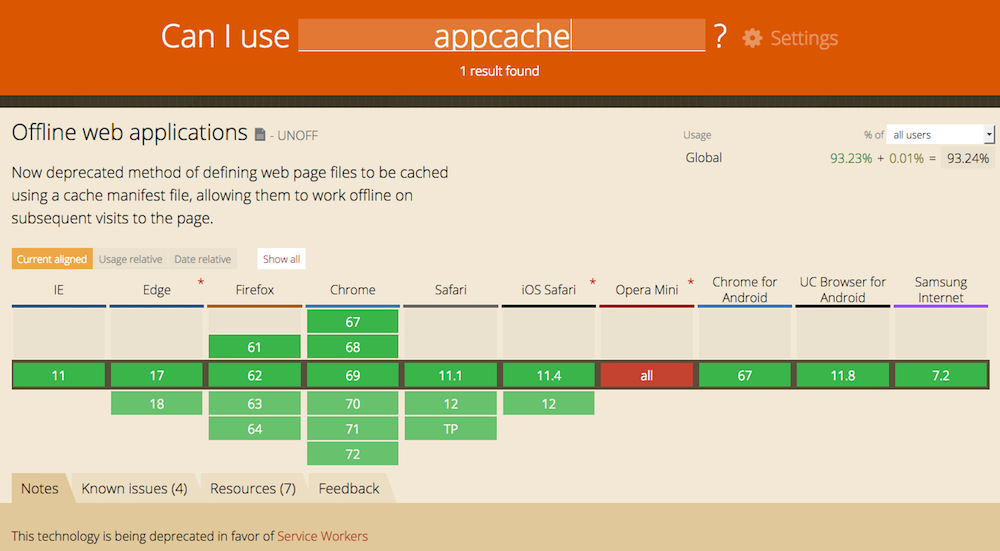 Can I use appcache ? Settings
1 result found
Offline web applications - UNOFF
Usage % of all users
Global 93.23% + 0.01% = 93.24%
Now deprecated method of defining web page files to be cached
using a cache manifest file, allowing them to work offline on
subsequent visits to the page.
Current aligned Usage relative Date relative Show all
IE Edge * Firefox Chrome Safari iOS Safari * Opera Mini * Chrome for Android UC Browser for Android Samsung Internet
67
61 68
11 17 62 69 11.1 11.4 all 67 11.8 7.2
18 63 70 12 12
64 71 TP
72
Notes Known issues (4) Resources (7) Feedback
This technology is being deprecated in favor of Service Workers